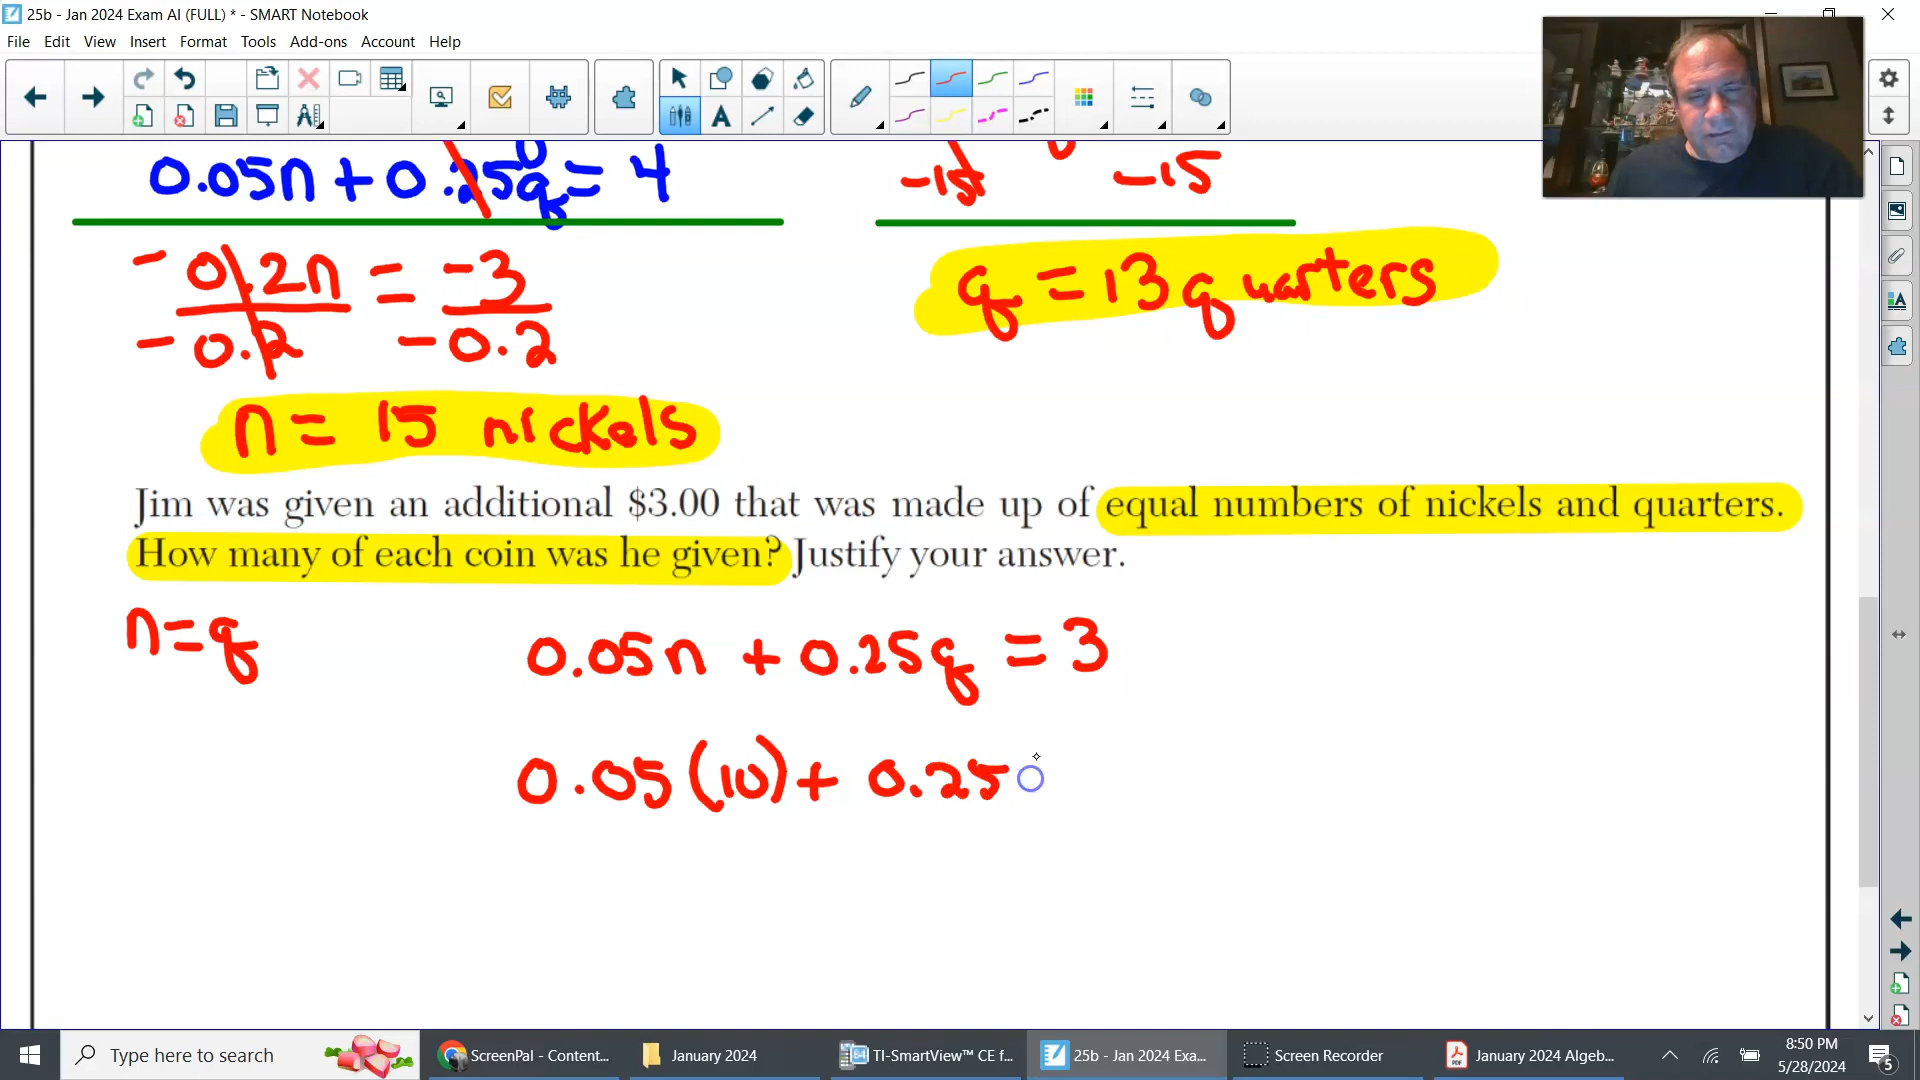 25b - Jan 2024 Exam AI (FULL) * - SMART Notebook
File Edit View Insert Format Tools Add-ons Account Help
0.05n + 0.25q = 4
-15 -15
-0.2n = -3
-0.2 -0.2
q = 13 quarters
n = 15 nickels
Jim was given an additional $3.00 that was made up of equal numbers of nickels and quarters.
How many of each coin was he given? Justify your answer.
n = q
0.05n + 0.25q = 3
0.05(10) + 0.25
Type here to search
ScreenPal - Content...
January 2024
TI-SmartView™ CE f...
25b - Jan 2024 Exa...
Screen Recorder
January 2024 Algeb...
8:50 PM
5/28/2024
5